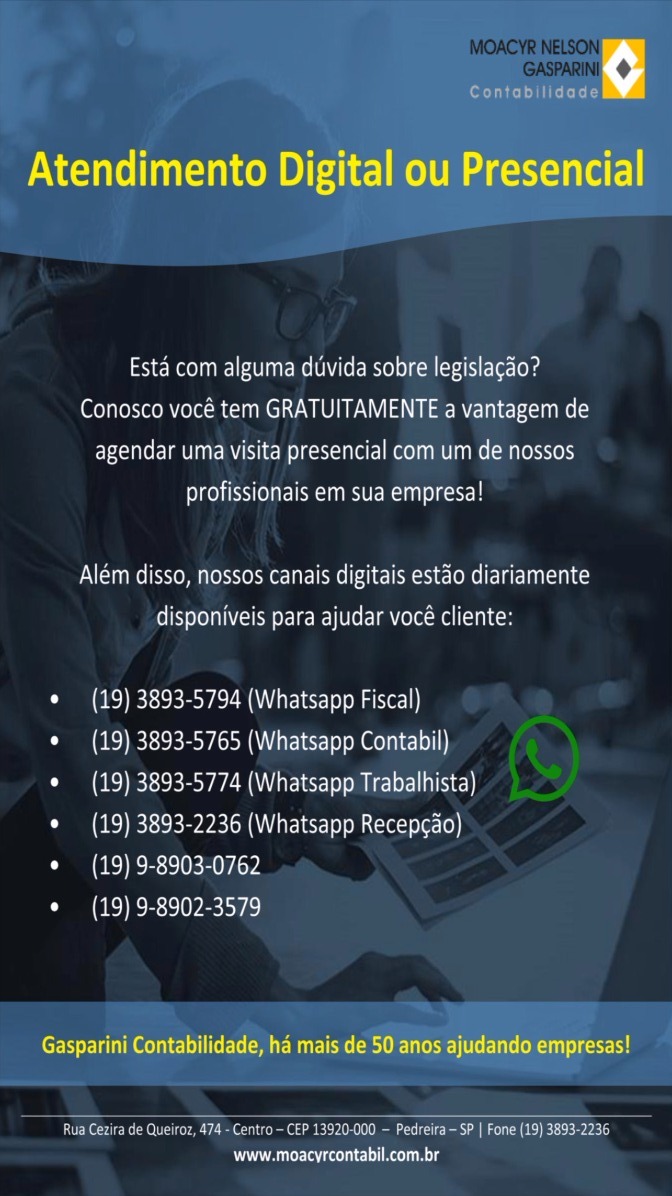 MOACYR NELSON
GASPARINI
Contabilidade
Atendimento Digital ou Presencial
Está com alguma dúvida sobre legislação?
Conosco você tem GRATUITAMENTE a vantagem de
agendar uma visita presencial com um de nossos
profissionais em sua empresa!
Além disso, nossos canais digitais estão diariamente
disponíveis para ajudar você cliente:
• (19) 3893-5794 (Whatsapp Fiscal)
• (19) 3893-5765 (Whatsapp Contabil)
• (19) 3893-5774 (Whatsapp Trabalhista)
• (19) 3893-2236 (Whatsapp Recepção)
• (19) 9-8903-0762
• (19) 9-8902-3579
Gasparini Contabilidade, há mais de 50 anos ajudando empresas!
Rua Cezira de Queiroz, 474 - Centro – CEP 13920-000 – Pedreira – SP | Fone (19) 3893-2236
www.moacyrcontabil.com.br